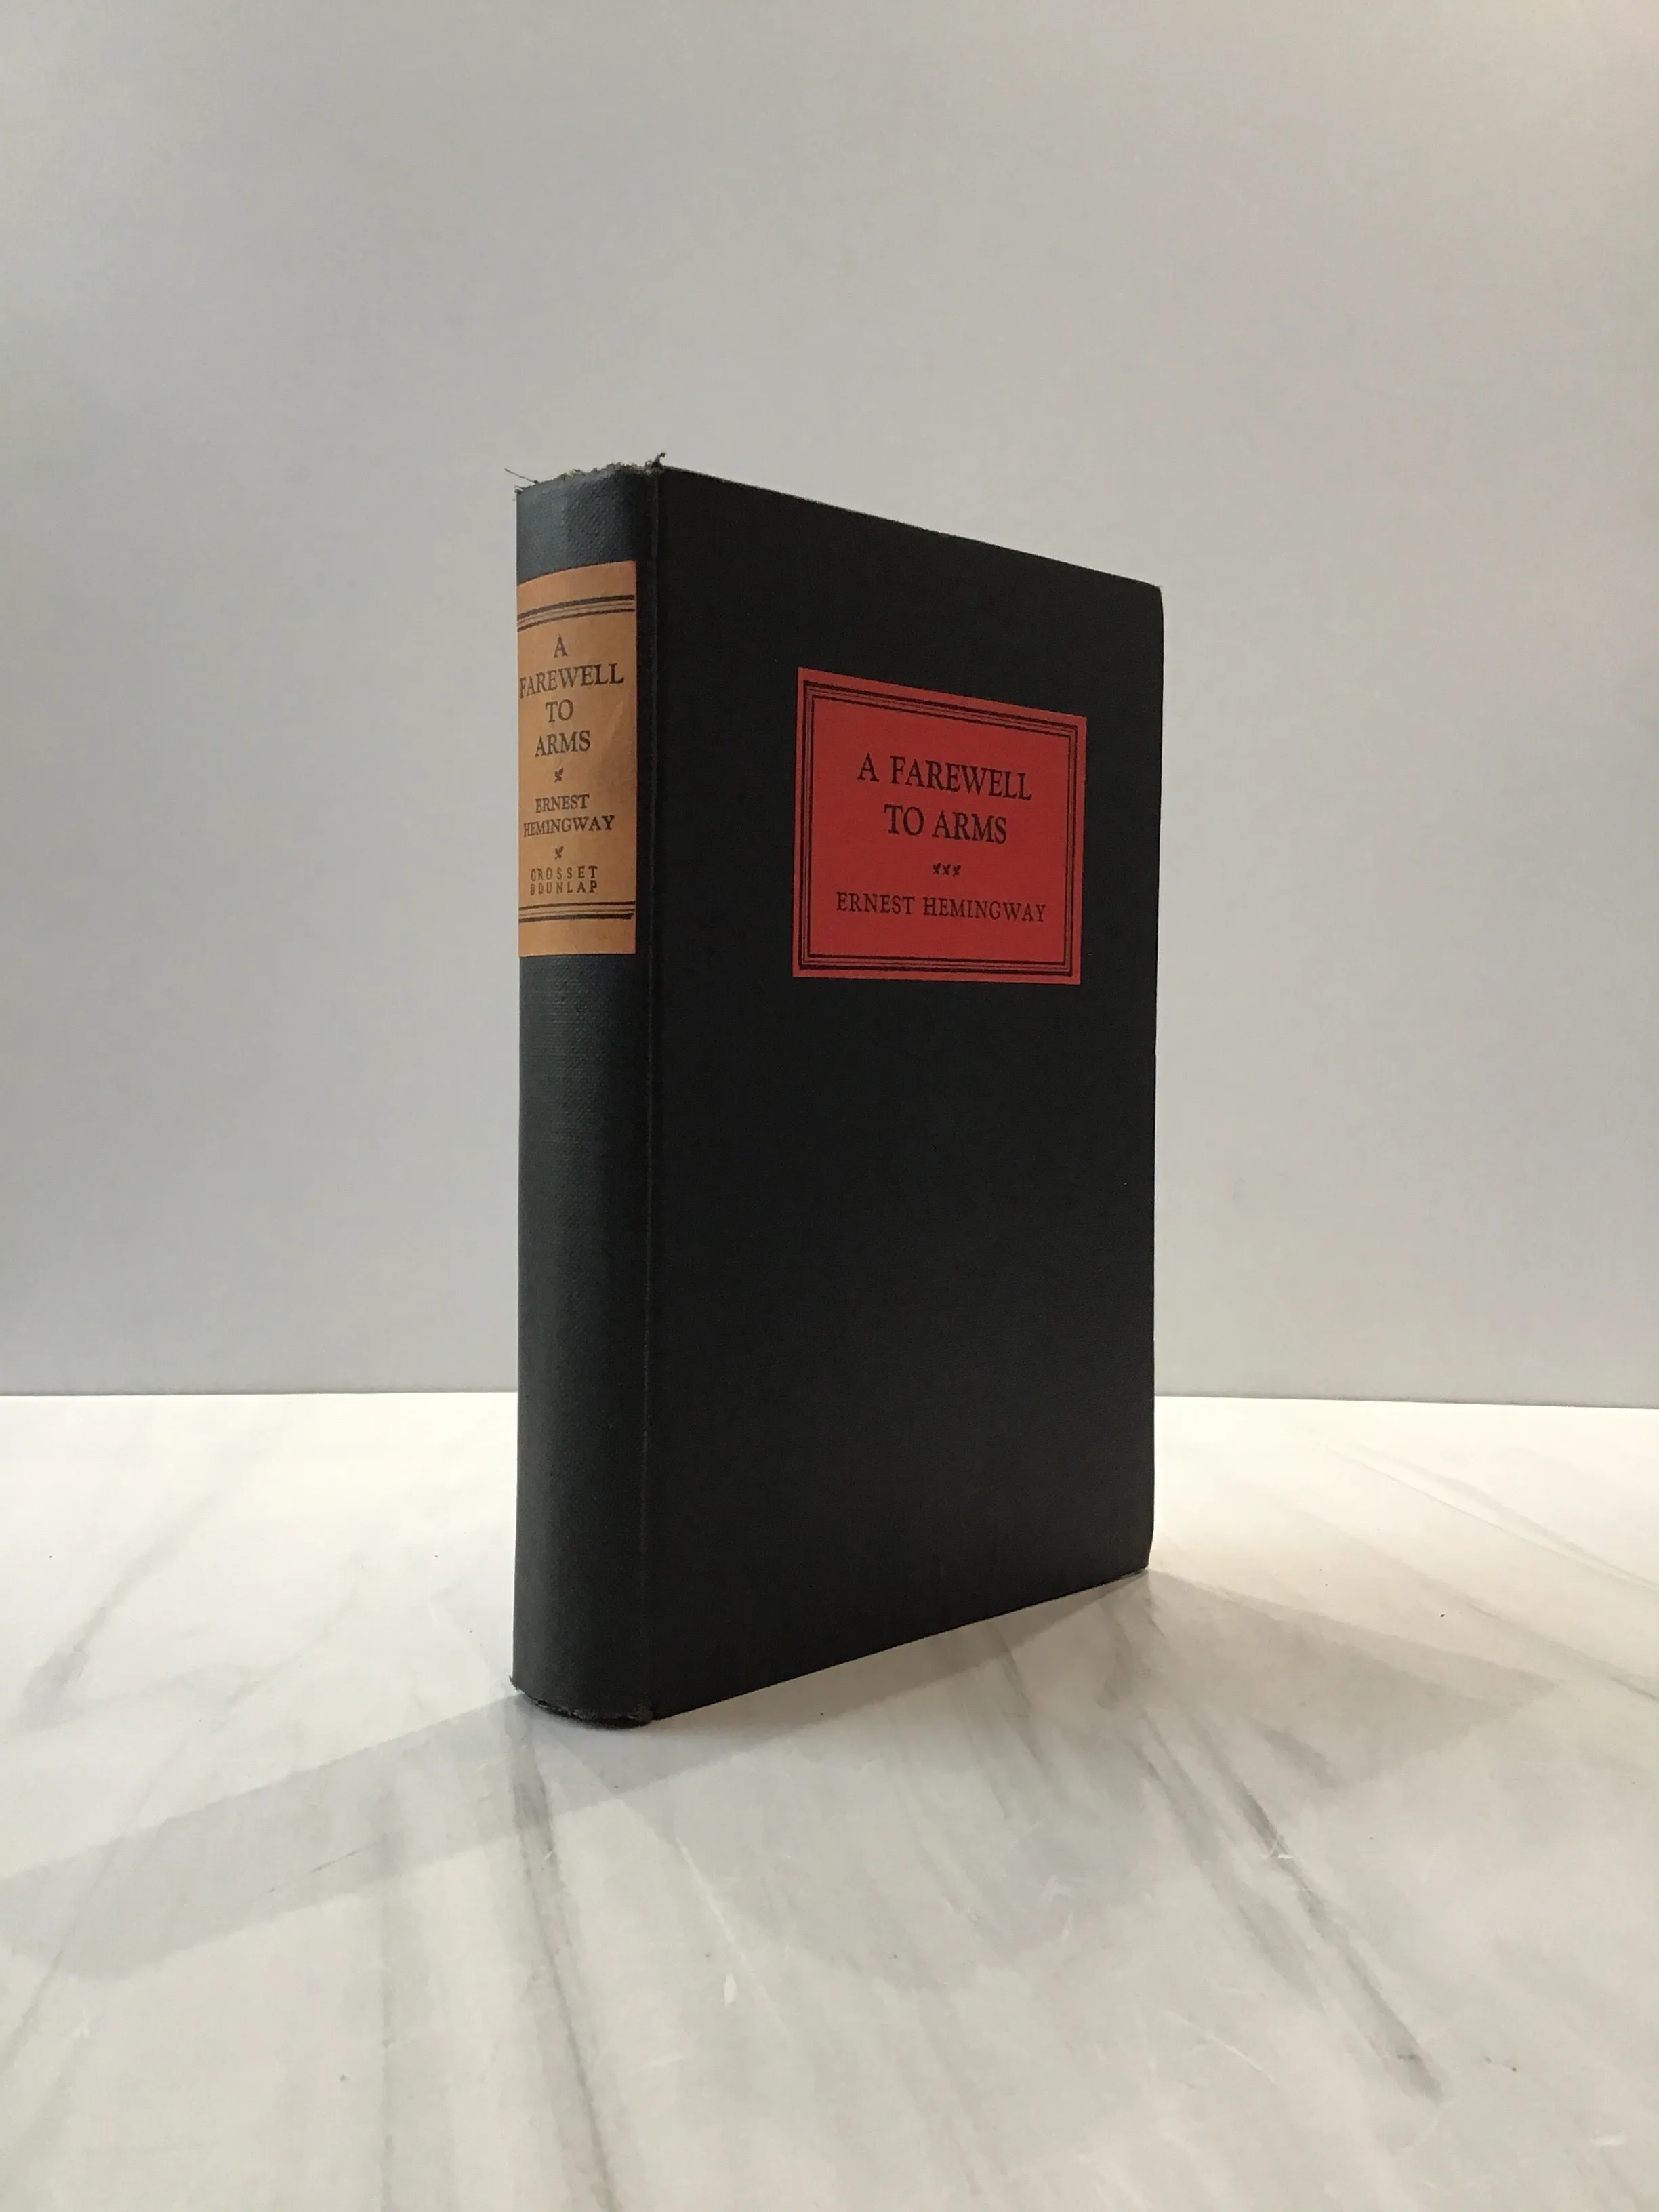 A
FAREWELL
TO
ARMS
ERNEST
HEMINGWAY
GROSSET
& DUNLAP
A FAREWELL
TO ARMS
ERNEST HEMINGWAY